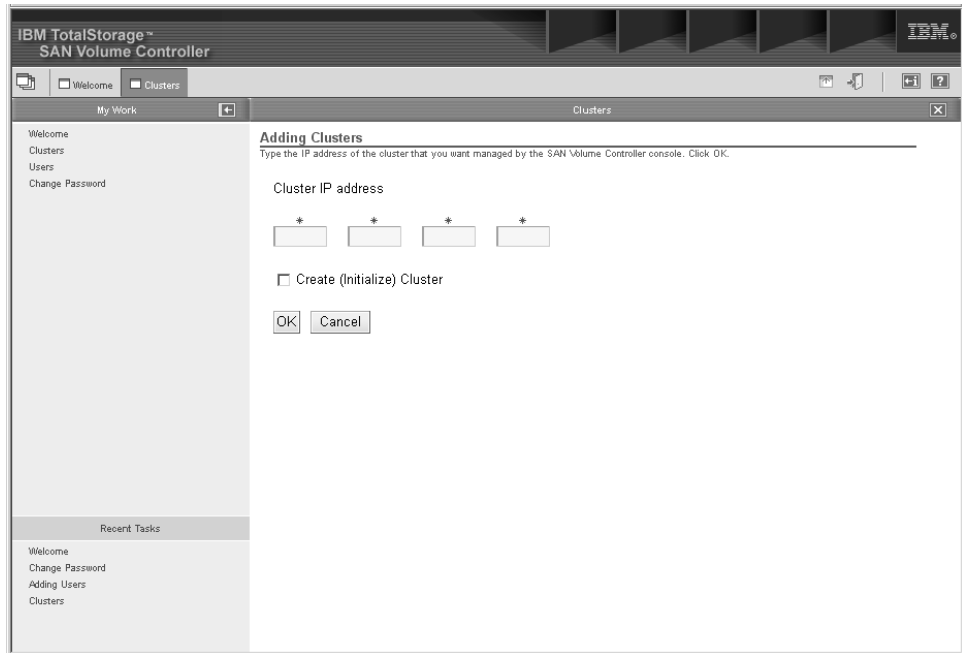 IBM TotalStorage™
SAN Volume Controller
IBM®
Welcome
Clusters
?
My Work
Clusters
Welcome
Clusters
Users
Change Password
Adding Clusters
Type the IP address of the cluster that you want managed by the SAN Volume Controller console. Click OK.
Cluster IP address
* * * *
Create (Initialize) Cluster
OK Cancel
Recent Tasks
Welcome
Change Password
Adding Users
Clusters